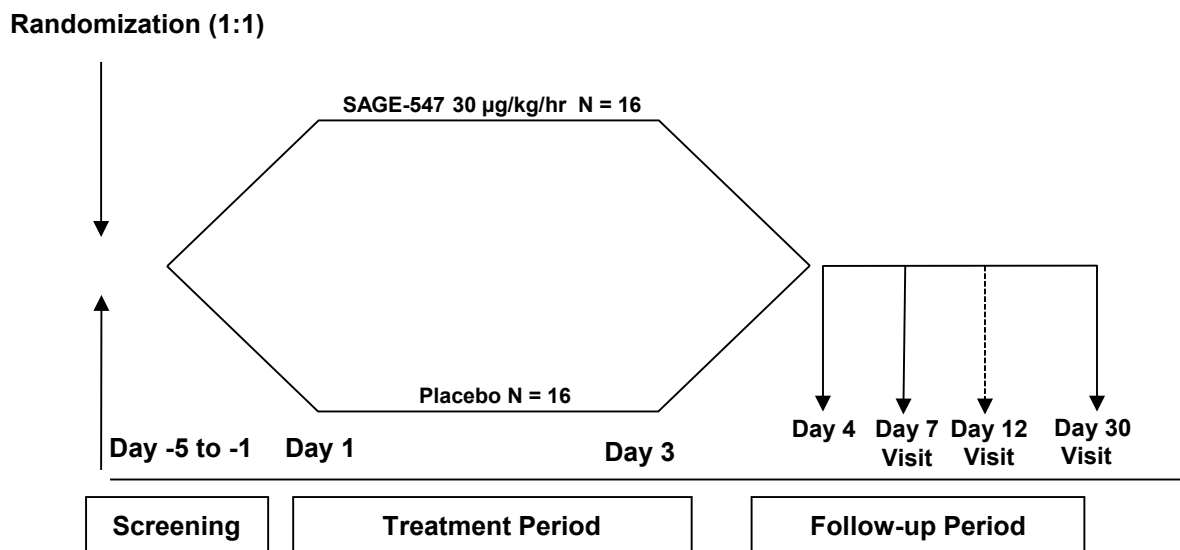 Randomization (1:1)
SAGE-547 30 µg/kg/hr N = 16
Placebo N = 16
Day -5 to -1
Day 1
Day 3
Day 4
Day 7
Visit
Day 12
Visit
Day 30
Visit
Screening
Treatment Period
Follow-up Period